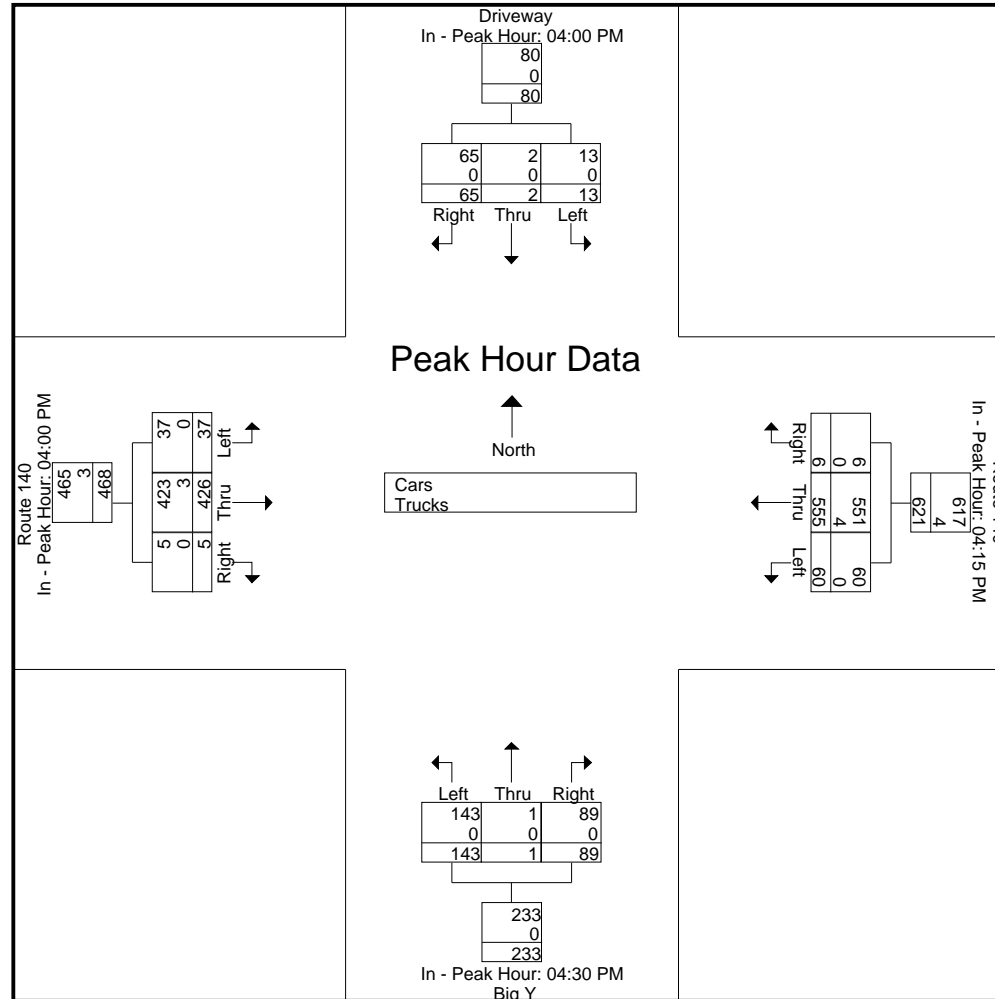 Driveway
In - Peak Hour: 04:00 PM
80
0
80
65 2 13
0 0 0
65 2 13
Right Thru Left
Peak Hour Data
North
Cars
Trucks
Route 140
In - Peak Hour: 04:00 PM
465
3
468
37 0 37
Left
423 3 426
Thru
5 0 5
Right
In - Peak Hour: 04:15 PM
617
4
621
6 0 6
Right
551 4 555
Thru
60 0 60
Left
Left Thru Right
143 1 89
0 0 0
143 1 89
233
0
233
In - Peak Hour: 04:30 PM
Big Y